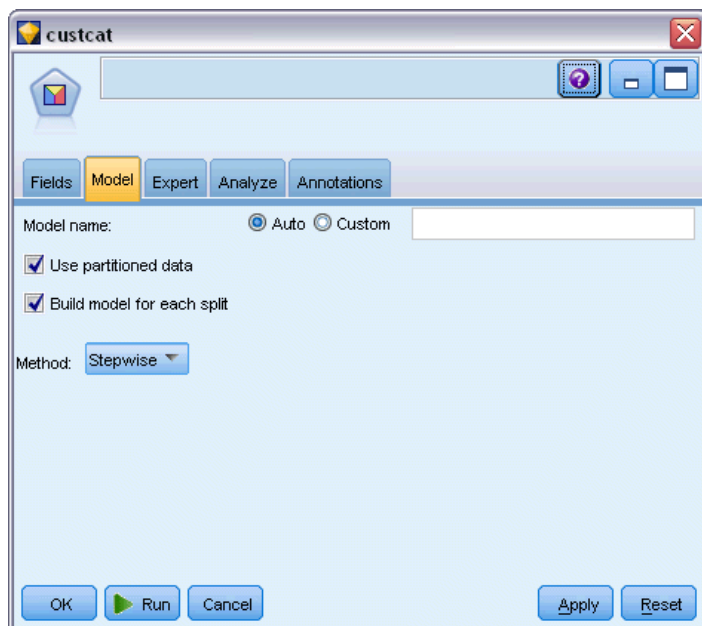 custcat
?
Fields Model Expert Analyze Annotations
Model name: Auto Custom
Use partitioned data
Build model for each split
Method: Stepwise
OK Run Cancel Apply Reset